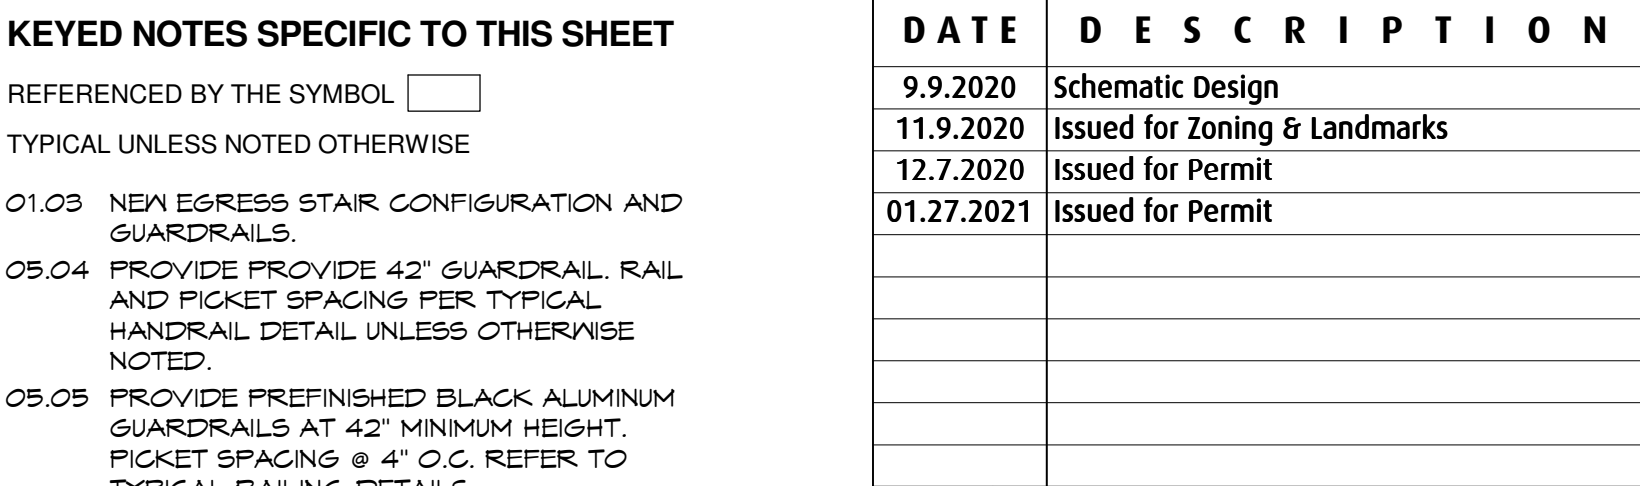 KEYED NOTES SPECIFIC TO THIS SHEET
REFERENCED BY THE SYMBOL
TYPICAL UNLESS NOTED OTHERWISE
01.03 NEW EGRESS STAIR CONFIGURATION AND
GUARDRAILS.
05.04 PROVIDE PROVIDE 42" GUARDRAIL. RAIL
AND PICKET SPACING PER TYPICAL
HANDRAIL DETAIL UNLESS OTHERWISE
NOTED.
05.05 PROVIDE PREFINISHED BLACK ALUMINUM
GUARDRAILS AT 42" MINIMUM HEIGHT.
PICKET SPACING @ 4" O.C. REFER TO
TYPICAL RAILING DETAILS
DATE DESCRIPTION
9.9.2020 Schematic Design
11.9.2020 Issued for Zoning & Landmarks
12.7.2020 Issued for Permit
01.27.2021 Issued for Permit